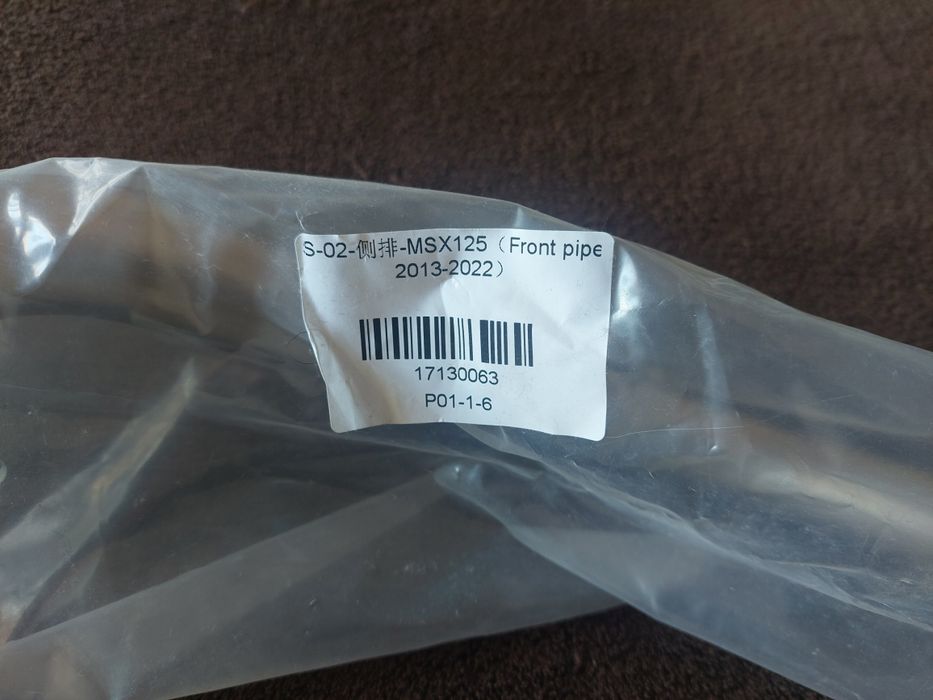 S-02-侧排-MSX125（Front pipe
2013-2022）
17130063
P01-1-6